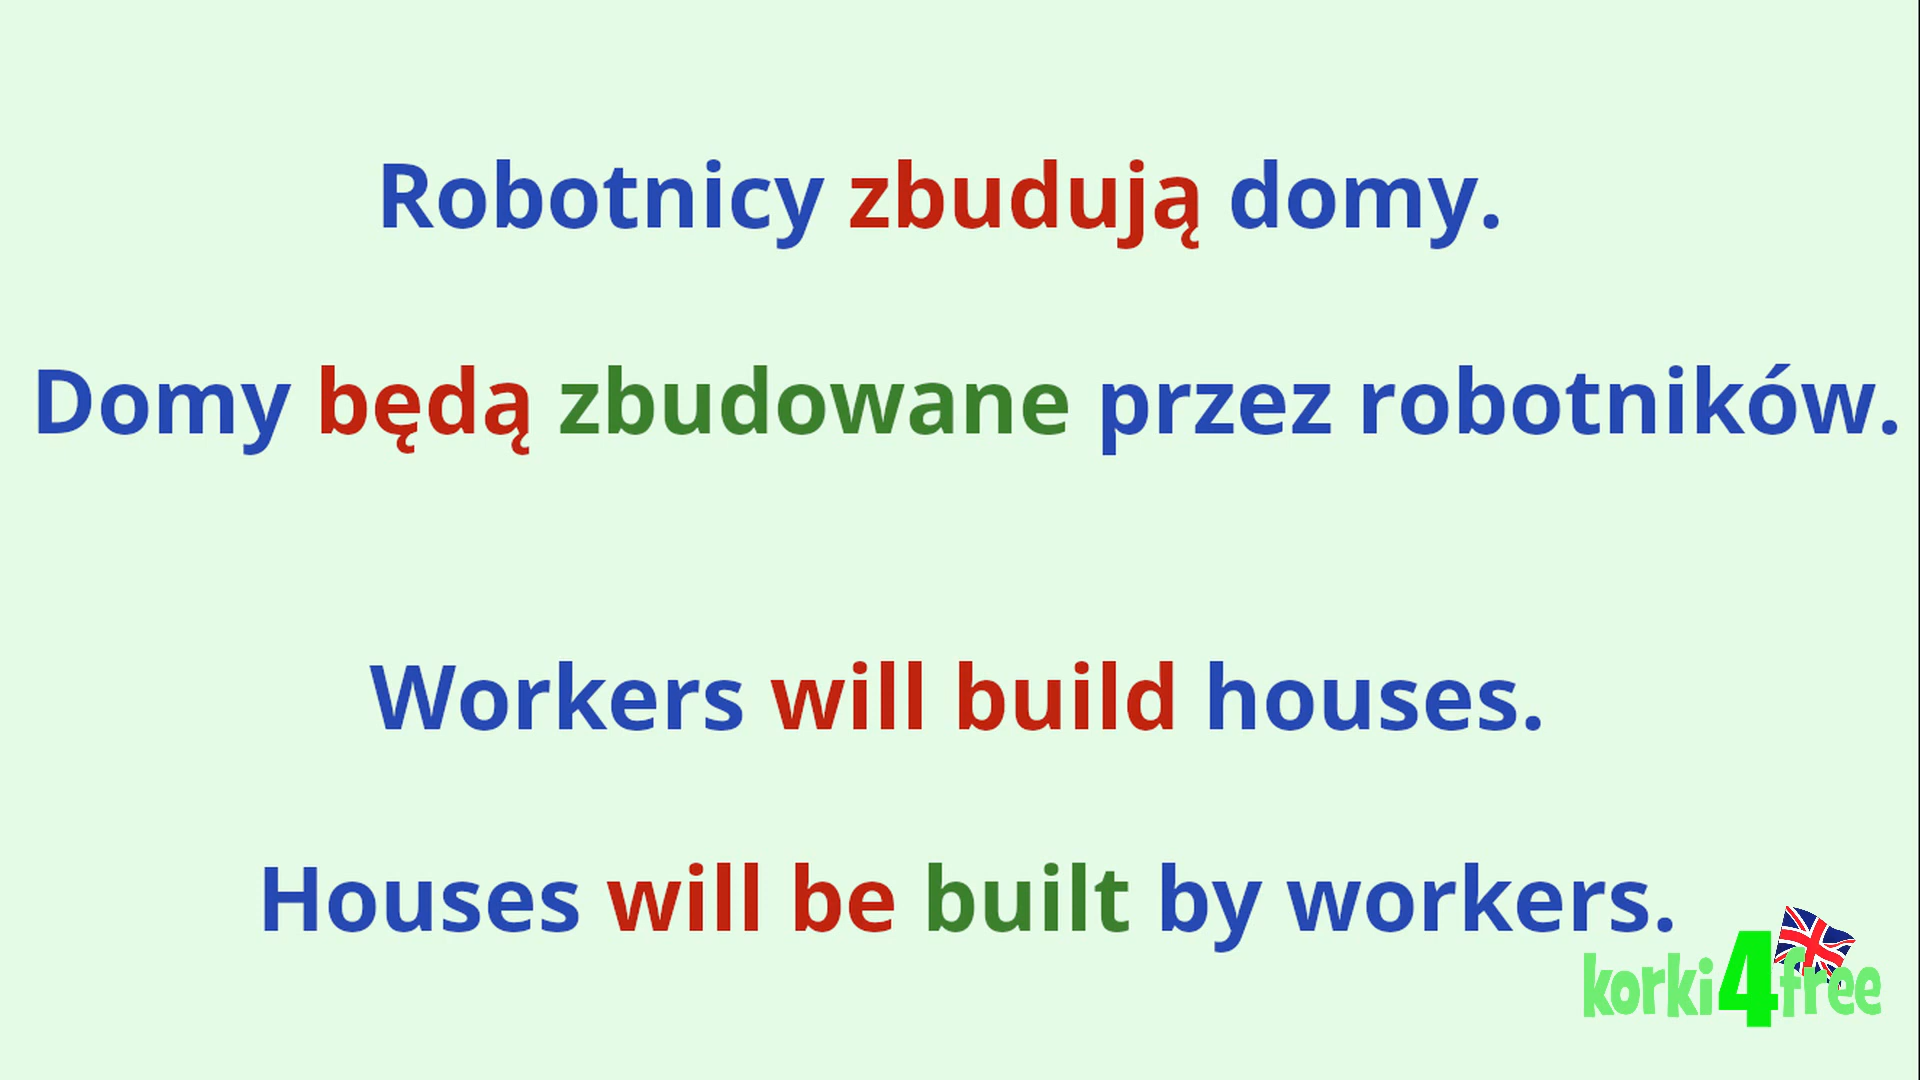 Robotnicy zbudują domy.
Domy będą zbudowane przez robotników.
Workers will build houses.
Houses will be built by workers.
korki4free